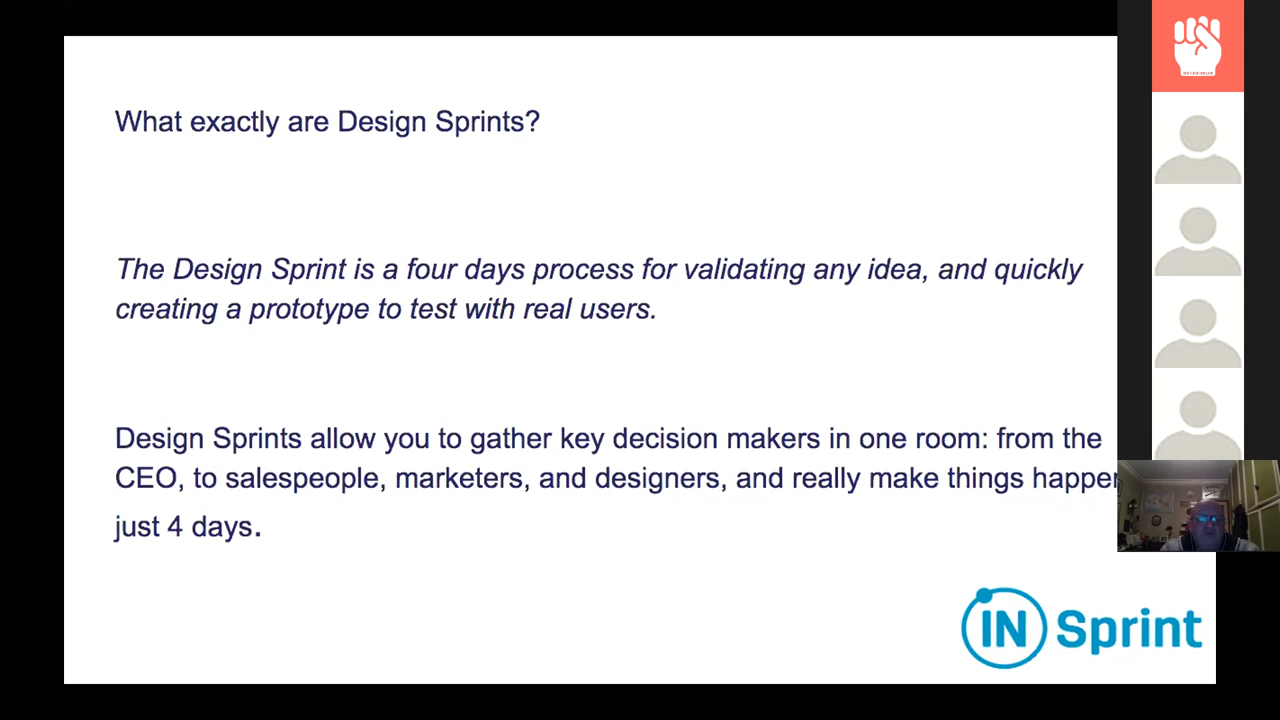 What exactly are Design Sprints?
The Design Sprint is a four days process for validating any idea, and quickly
creating a prototype to test with real users.
Design Sprints allow you to gather key decision makers in one room: from the
CEO, to salespeople, marketers, and designers, and really make things happen
just 4 days.
IN Sprint